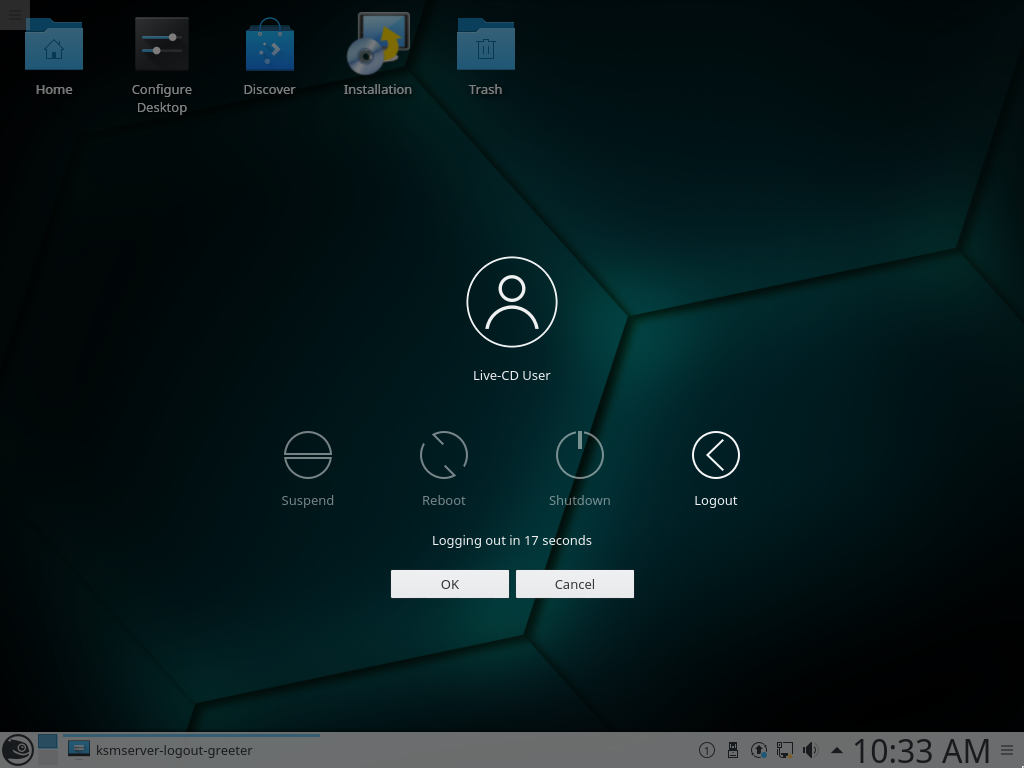 Home
Configure
Desktop
Discover
Installation
Trash
Live-CD User
Suspend
Reboot
Shutdown
Logout
Logging out in 17 seconds
OK
Cancel
ksmserver-logout-greeter
1
10:33 AM